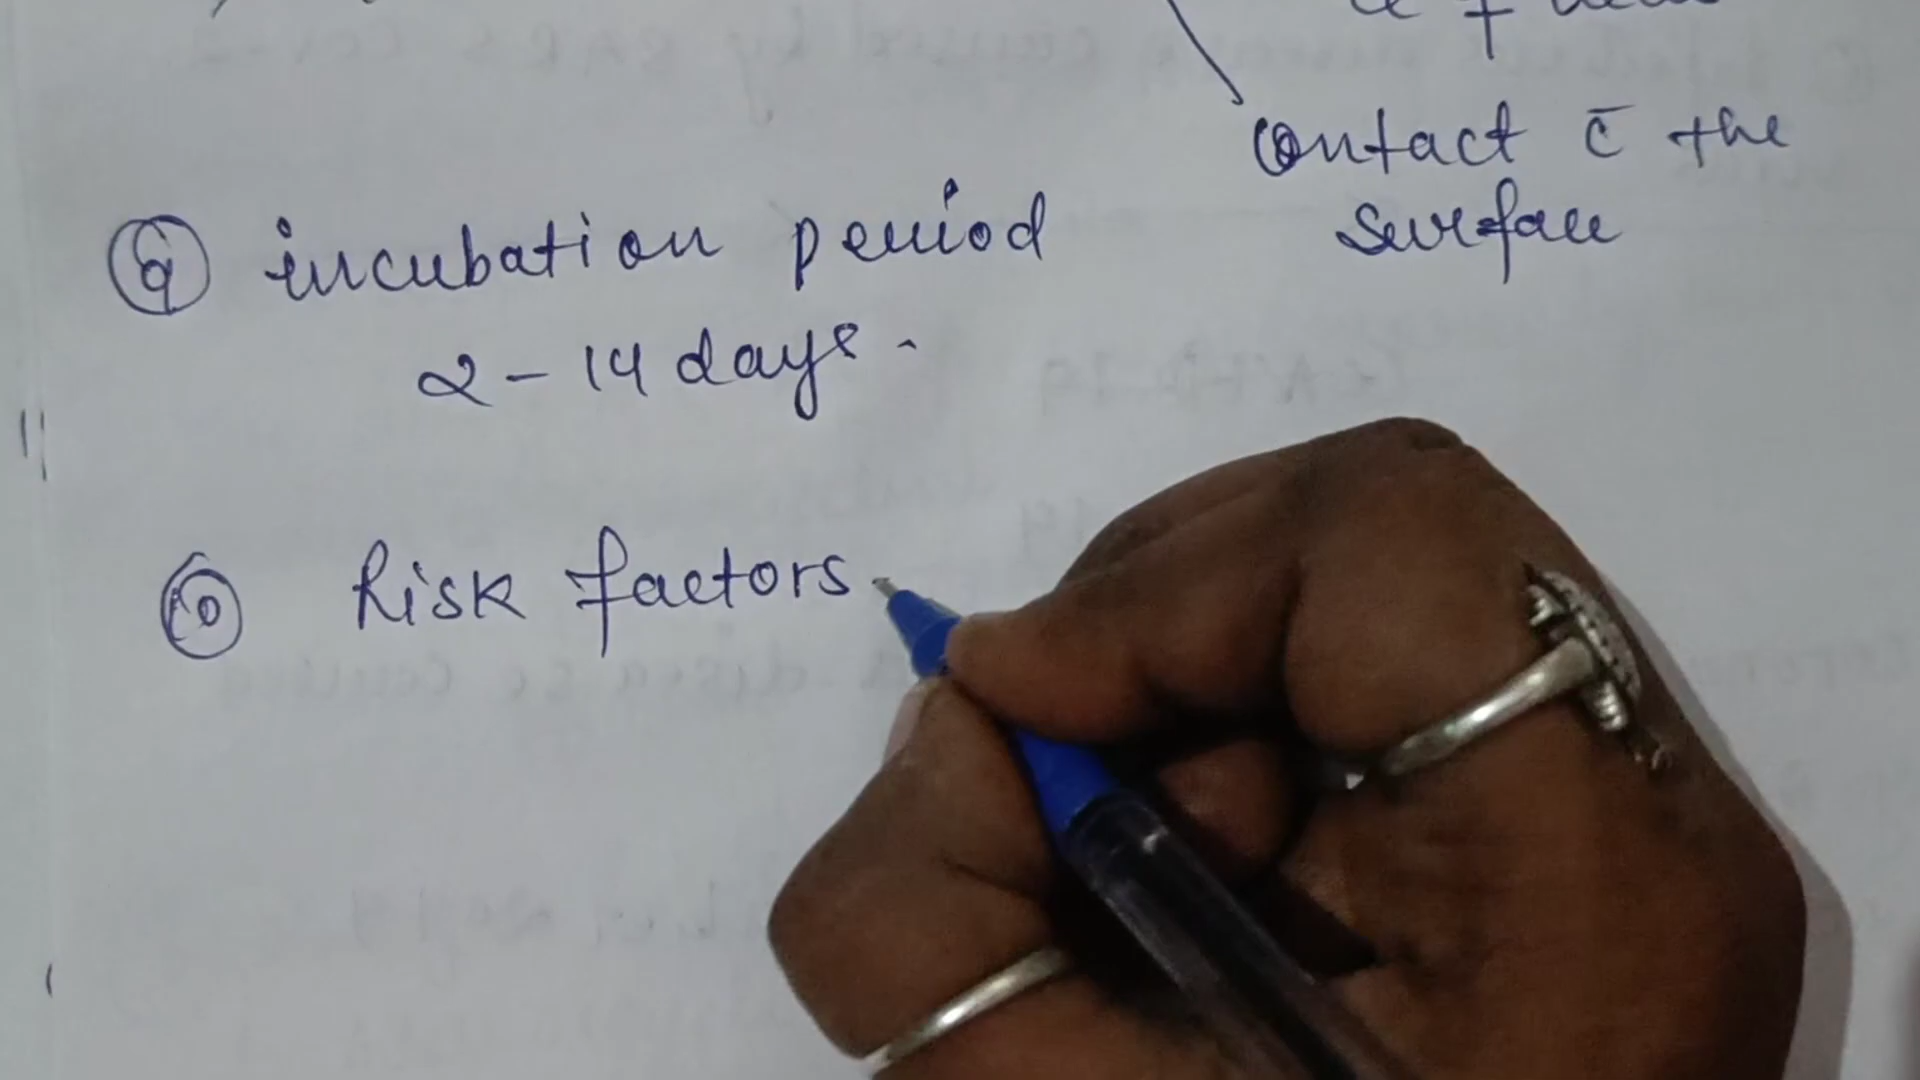 contact c̄ the
surface
⑨ incubation period
2 - 14 days.
⑩ Risk factors